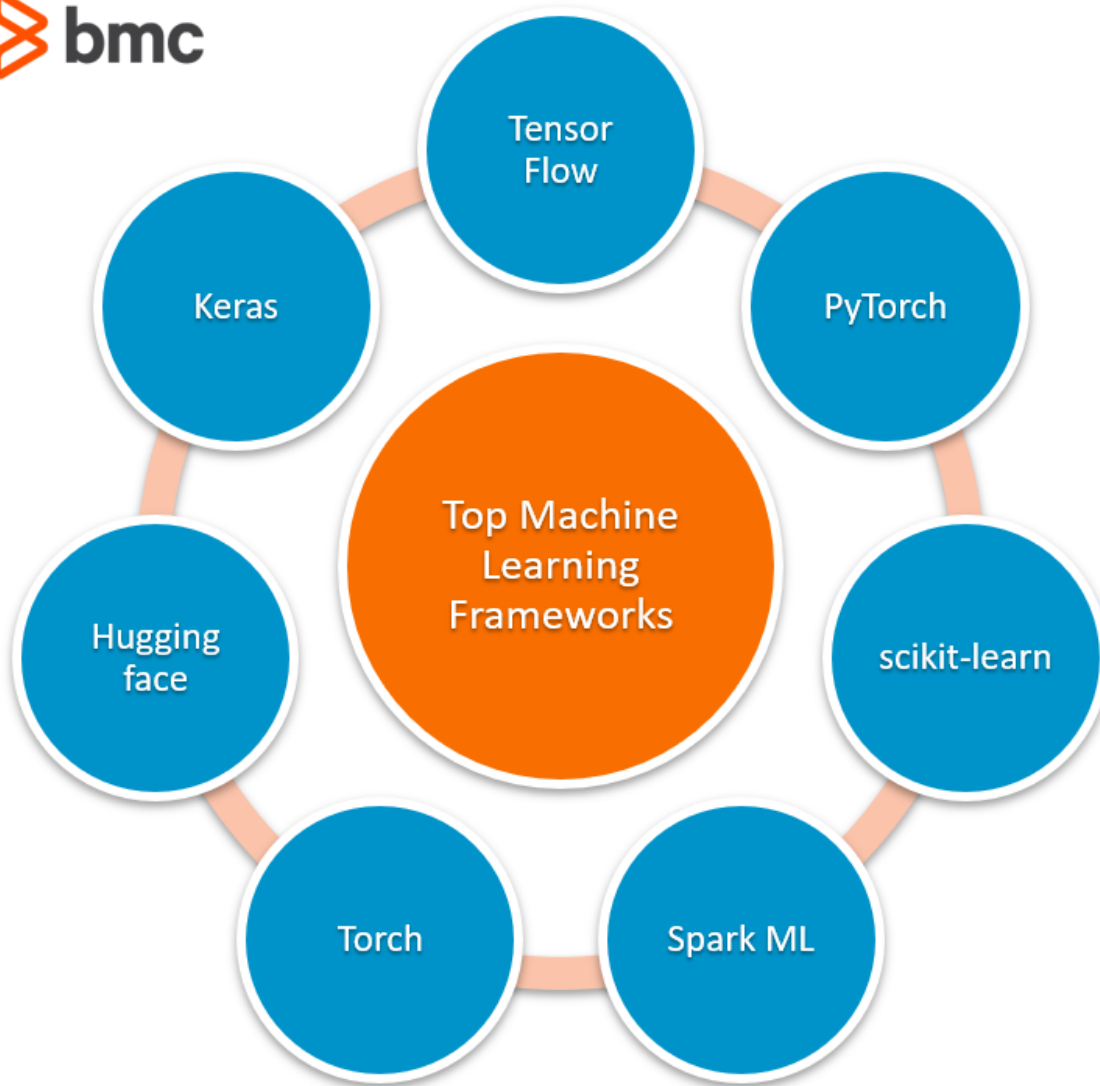 bmc
Tensor
Flow
PyTorch
scikit-learn
Spark ML
Torch
Hugging
face
Keras
Top Machine
Learning
Frameworks